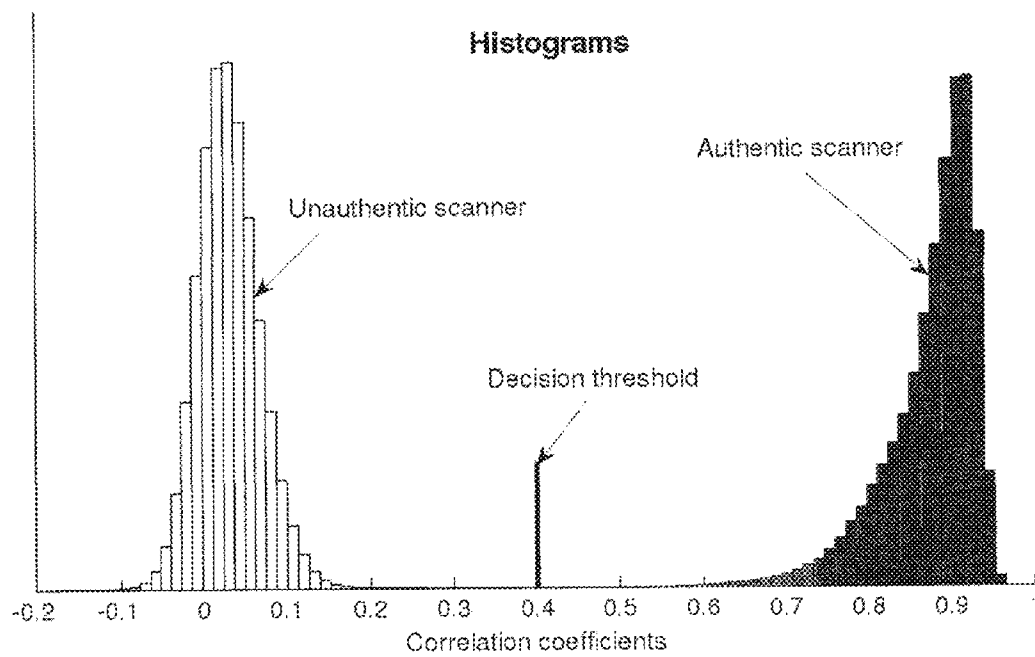 Histograms
Authentic scanner
Unauthentic scanner
Decision threshold
-0.2 -0.1 0 0.1 0.2 0.3 0.4 0.5 0.6 0.7 0.8 0.9 1
Correlation coefficients